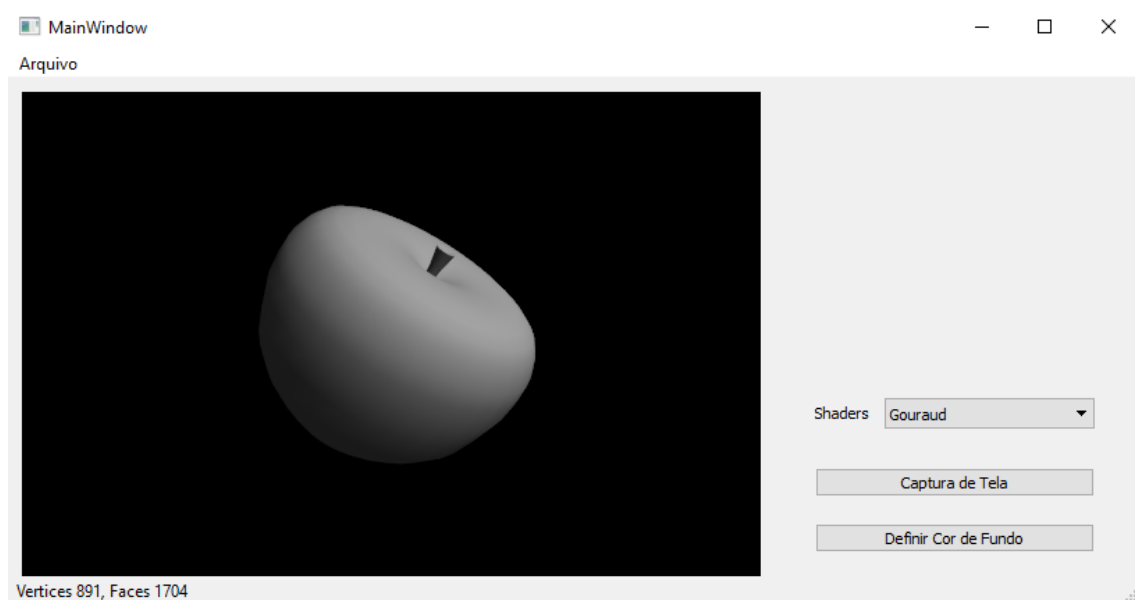 MainWindow
Arquivo
Shaders Gouraud
Captura de Tela
Definir Cor de Fundo
Vertices 891, Faces 1704